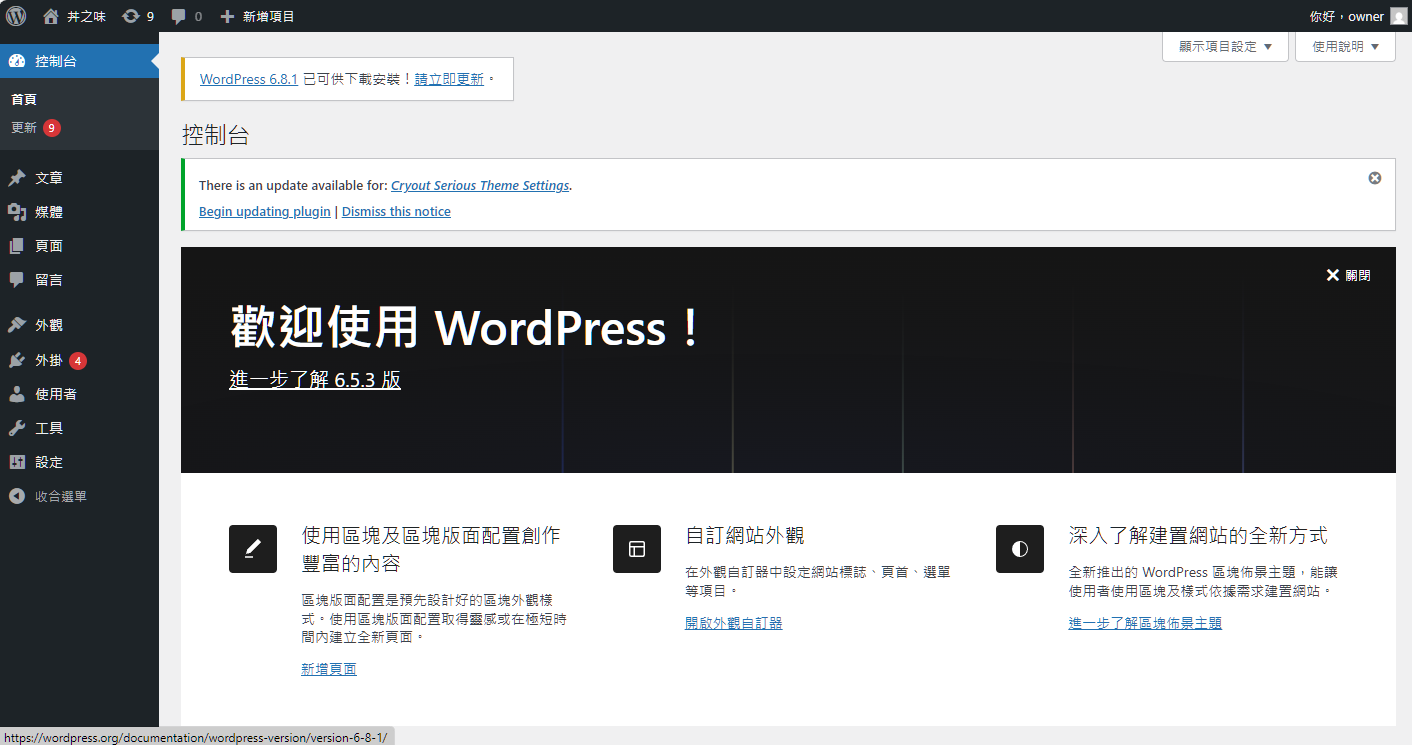 丼之味 9 0 新增項目 你好，owner
控制台
首頁
更新 9
文章
媒體
頁面
留言
外觀
外掛 4
使用者
工具
設定
收合選單
顯示項目設定 ▼ 使用說明 ▼
WordPress 6.8.1 已可供下載安裝！請立即更新。
控制台
There is an update available for: Cryout Serious Theme Settings.
Begin updating plugin | Dismiss this notice
關閉
歡迎使用 WordPress！
進一步了解 6.5.3 版
使用區塊及區塊版面配置創作
豐富的內容
區塊版面配置是預先設計好的區塊外觀樣
式。使用區塊版面配置取得靈感或在極短時
間內建立全新頁面。
新增頁面
自訂網站外觀
在外觀自訂器中設定網站標誌、頁首、選單
等項目。
開啟外觀自訂器
深入了解建置網站的全新方式
全新推出的 WordPress 區塊佈景主題，能讓
使用者使用區塊及樣式依據需求建置網站。
進一步了解區塊佈景主題
https://wordpress.org/documentation/wordpress-version/version-6-8-1/